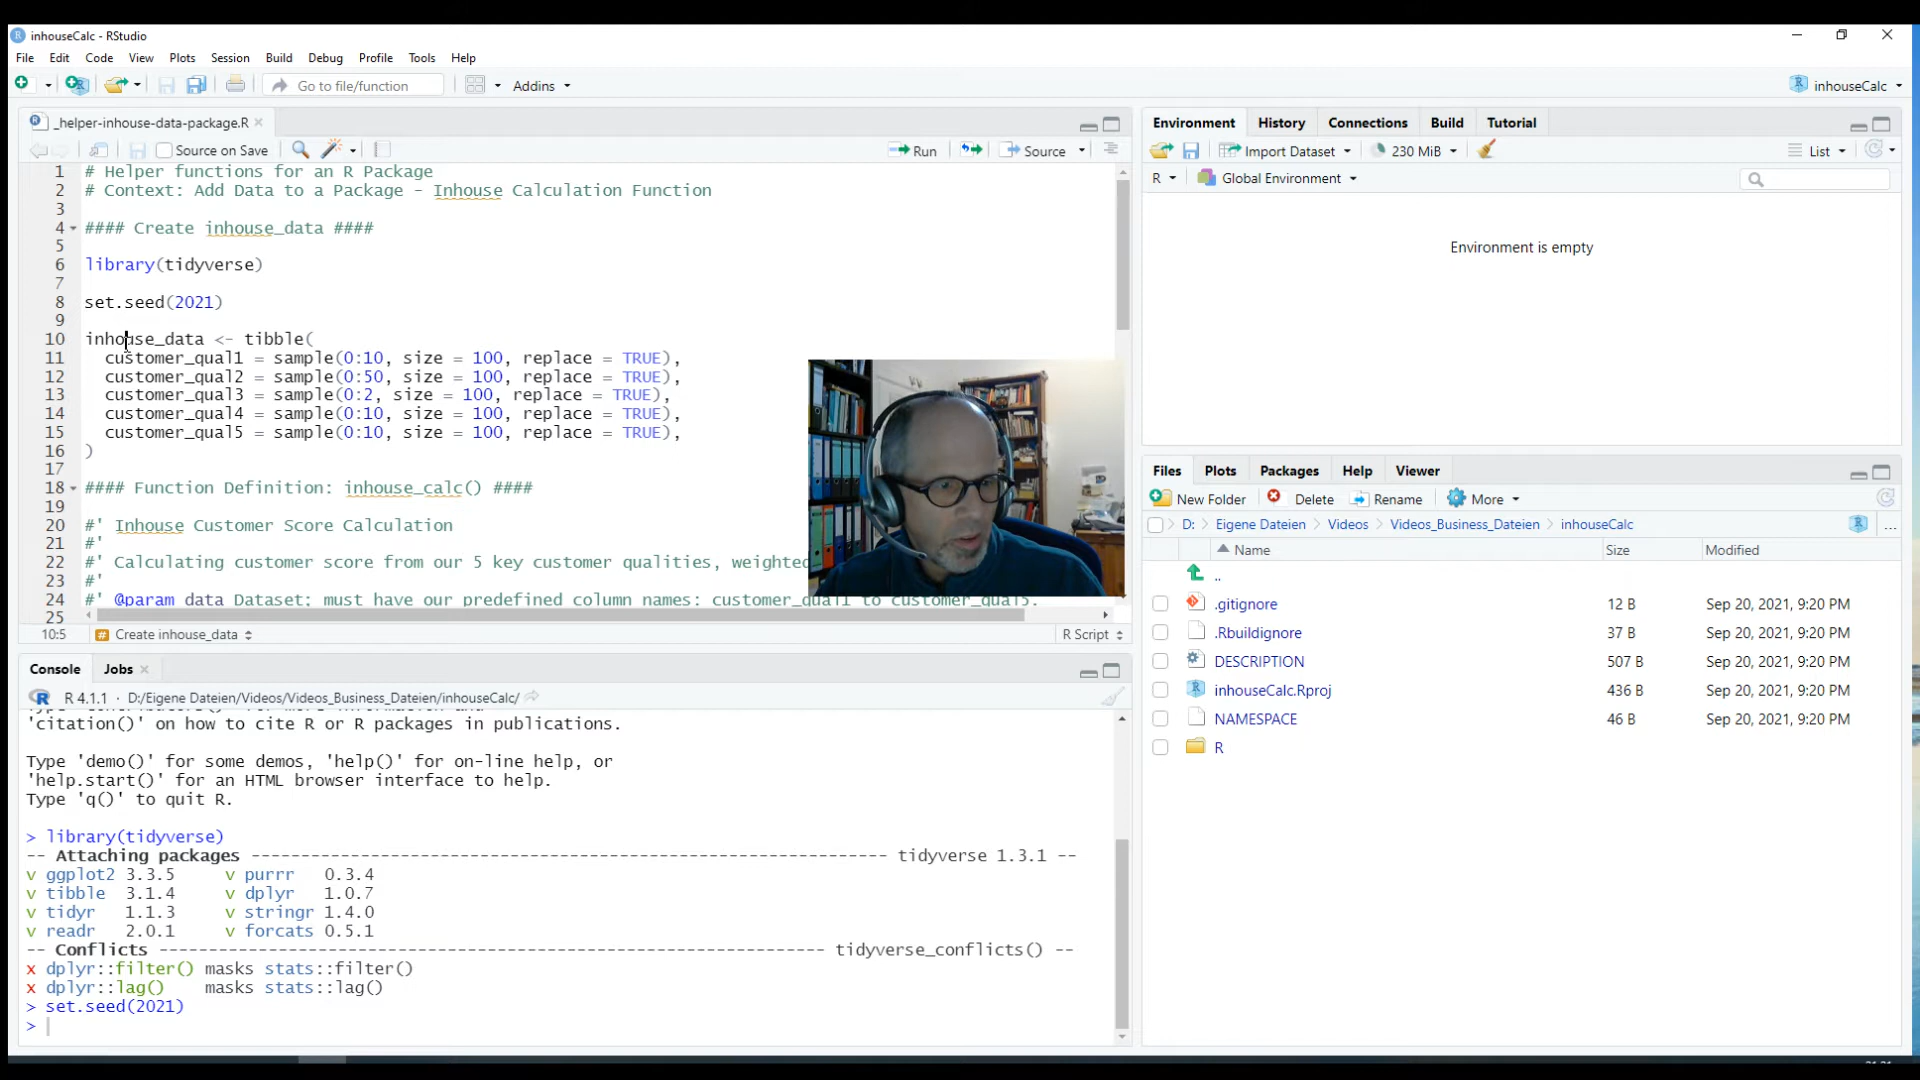 inhouseCalc - RStudio
File Edit Code View Plots Session Build Debug Profile Tools Help
Go to file/function Addins inhouseCalc
_helper-inhouse-data-package.R
Source on Save Run Source
1 # Helper functions for an R Package
2 # Context: Add Data to a Package - Inhouse Calculation Function
3
4 #### Create inhouse_data ####
5
6 library(tidyverse)
7
8 set.seed(2021)
9
10 inhouse_data <- tibble(
11 customer_qual1 = sample(0:10, size = 100, replace = TRUE),
12 customer_qual2 = sample(0:50, size = 100, replace = TRUE),
13 customer_qual3 = sample(0:2, size = 100, replace = TRUE),
14 customer_qual4 = sample(0:10, size = 100, replace = TRUE),
15 customer_qual5 = sample(0:10, size = 100, replace = TRUE),
16 )
17
18 #### Function Definition: inhouse_calc() ####
19
20 #' Inhouse Customer Score Calculation
21 #'
22 #' Calculating customer score from our 5 key customer qualities, weighted
23 #'
24 #' @param data Dataset; must have our predefined column names: customer_qual1 to customer_qual5.
25
10:5 Create inhouse_data R Script
Console Jobs
R 4.1.1 · D:/Eigene Dateien/Videos/Videos_Business_Dateien/inhouseCalc/
'citation()' on how to cite R or R packages in publications.
Type 'demo()' for some demos, 'help()' for on-line help, or
'help.start()' for an HTML browser interface to help.
Type 'q()' to quit R.
> library(tidyverse)
-- Attaching packages ---------------------------------------------------------------- tidyverse 1.3.1 --
v ggplot2 3.3.5 v purrr 0.3.4
v tibble 3.1.4 v dplyr 1.0.7
v tidyr 1.1.3 v stringr 1.4.0
v readr 2.0.1 v forcats 0.5.1
-- Conflicts ------------------------------------------------------------------- tidyverse_conflicts() --
x dplyr::filter() masks stats::filter()
x dplyr::lag() masks stats::lag()
> set.seed(2021)
>
Environment History Connections Build Tutorial
Import Dataset 230 MiB List
R Global Environment
Environment is empty
Files Plots Packages Help Viewer
New Folder Delete Rename More
D: Eigene Dateien Videos Videos_Business_Dateien inhouseCalc ...
Name Size Modified
..
.gitignore 12 B Sep 20, 2021, 9:20 PM
.Rbuildignore 37 B Sep 20, 2021, 9:20 PM
DESCRIPTION 507 B Sep 20, 2021, 9:20 PM
inhouseCalc.Rproj 436 B Sep 20, 2021, 9:20 PM
NAMESPACE 46 B Sep 20, 2021, 9:20 PM
R